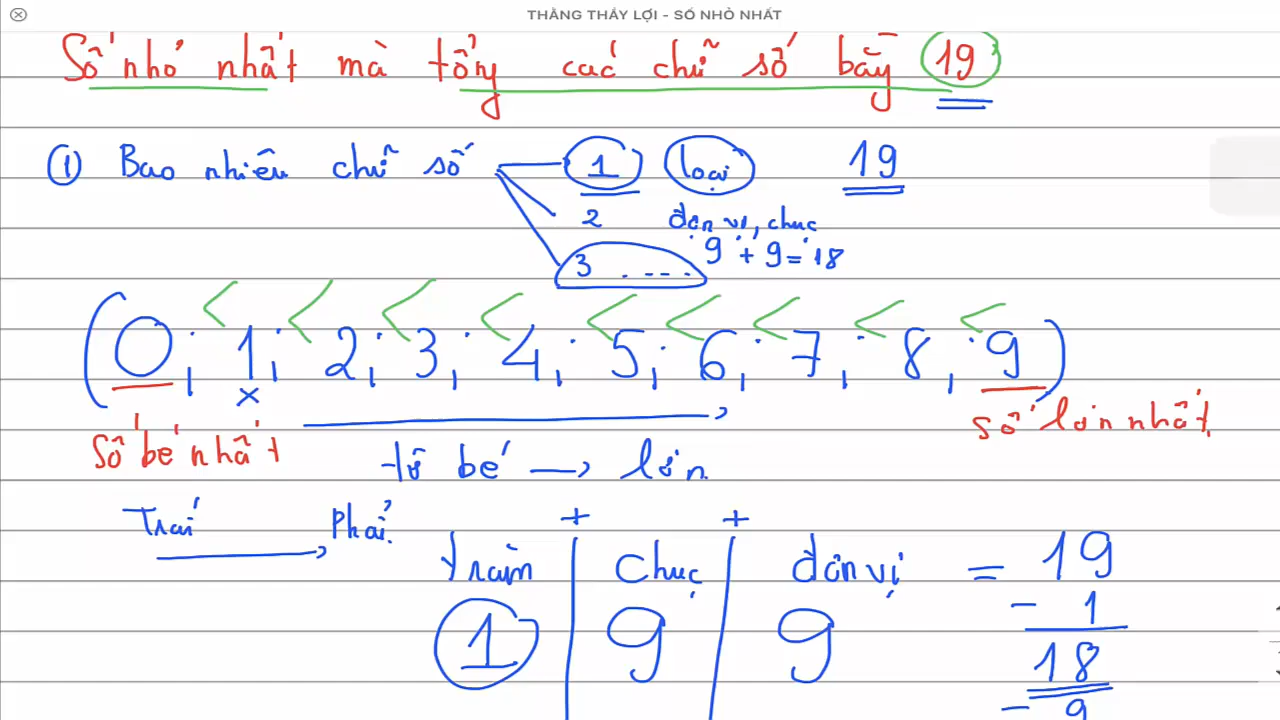 THẰNG THẦY LỢI - SỐ NHỎ NHẤT
Số nhỏ nhất mà tổng các chữ số bằng 19
① Bao nhiêu chữ số 1 loại 19
2 đơn vị, chục
9 + 9 = 18
3 ....
(0; 1; 2; 3; 4; 5; 6; 7; 8; 9)
< < < < < < < < <
x
số bé nhất
số lớn nhất.
từ bé → lớn
Trái → Phải.
+ +
trăm | chục | đơn vị = 19
1 | 9 | 9
- 1
18
- 9